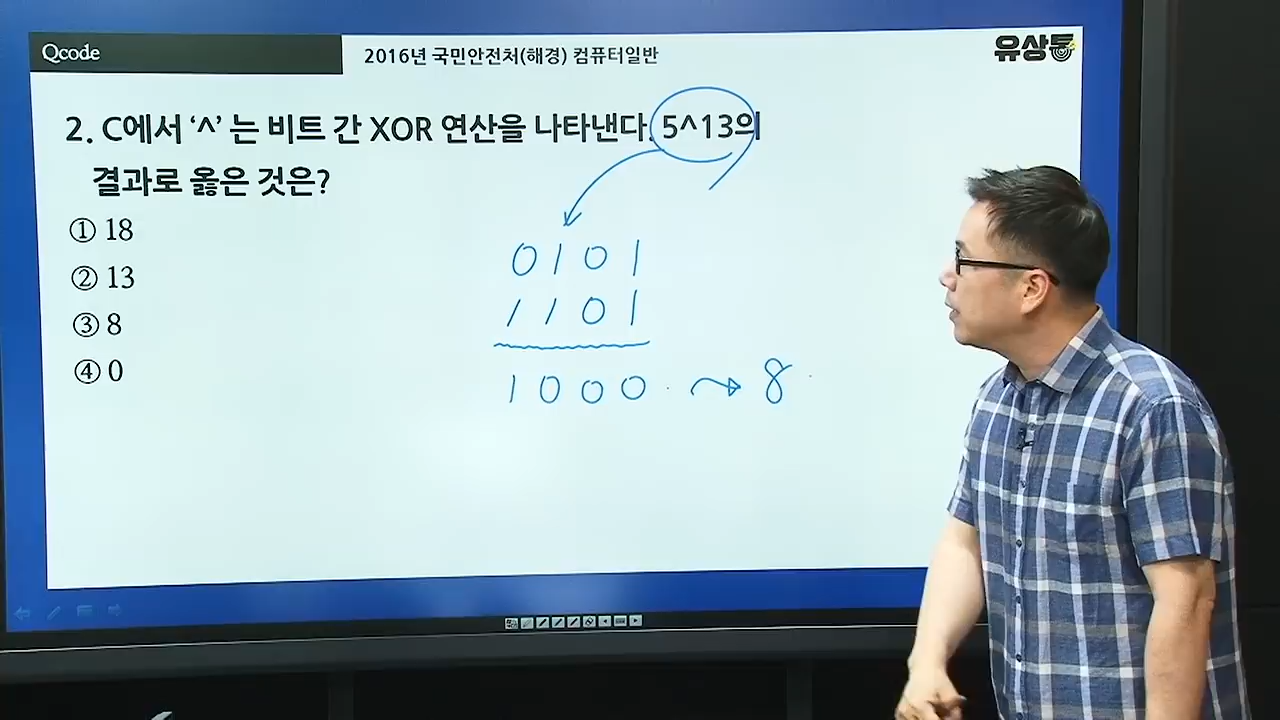 Qcode
2016년 국민안전처(해경) 컴퓨터일반
유상통
2. C에서 ‘^’ 는 비트 간 XOR 연산을 나타낸다. 5^13의
결과로 옳은 것은?
① 18
② 13
③ 8
④ 0
0101
1101
1000 → 8